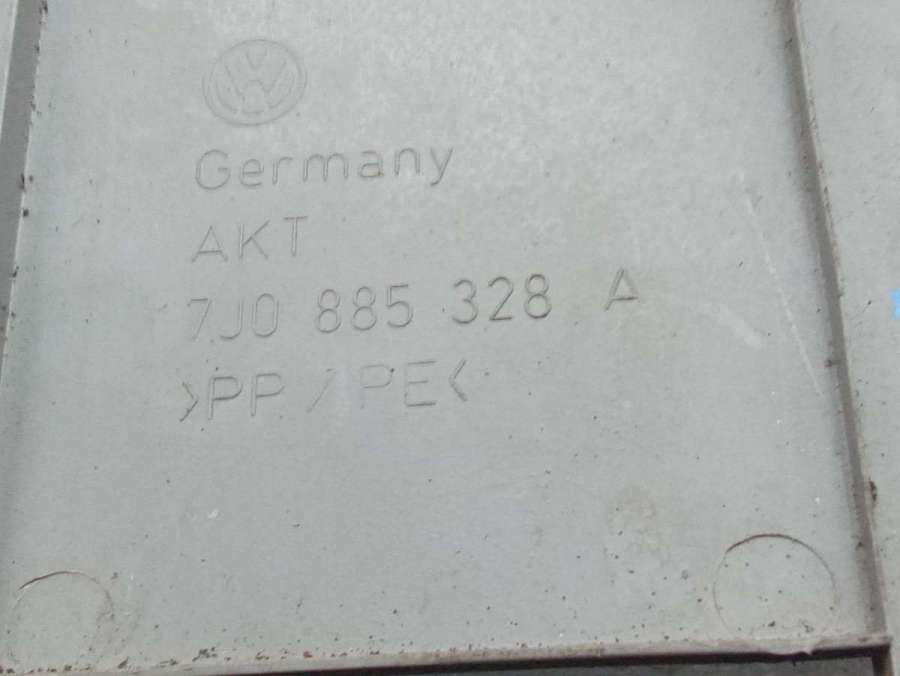 Germany
AKT
7J0 885 328 A
>PP/PE<